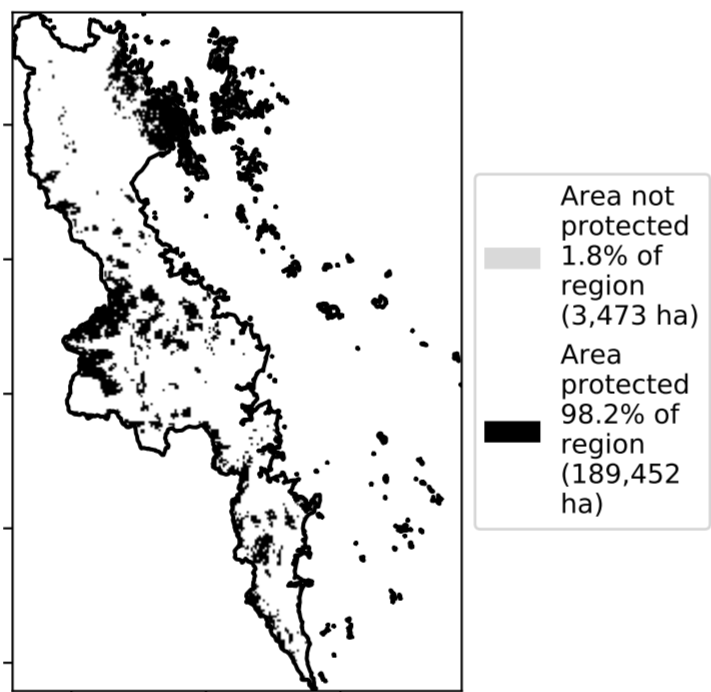 Area not
protected
1.8% of
region
(3,473 ha)
Area
protected
98.2% of
region
(189,452
ha)